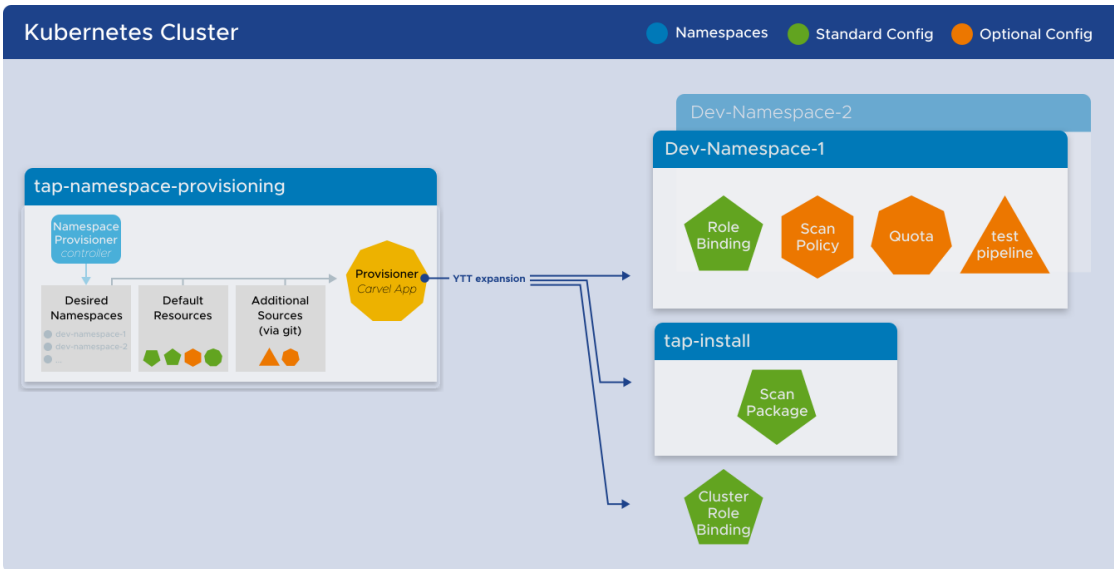 Kubernetes Cluster
Namespaces
Standard Config
Optional Config
Dev-Namespace-2
Dev-Namespace-1
Role
Binding
Scan
Policy
Quota
test
pipeline
tap-namespace-provisioning
Namespace
Provisioner
controller
Desired
Namespaces
dev-namespace-1
dev-namespace-2
...
Default
Resources
Additional
Sources
(via git)
Provisioner
Carvel App
YTT expansion
tap-install
Scan
Package
Cluster
Role
Binding